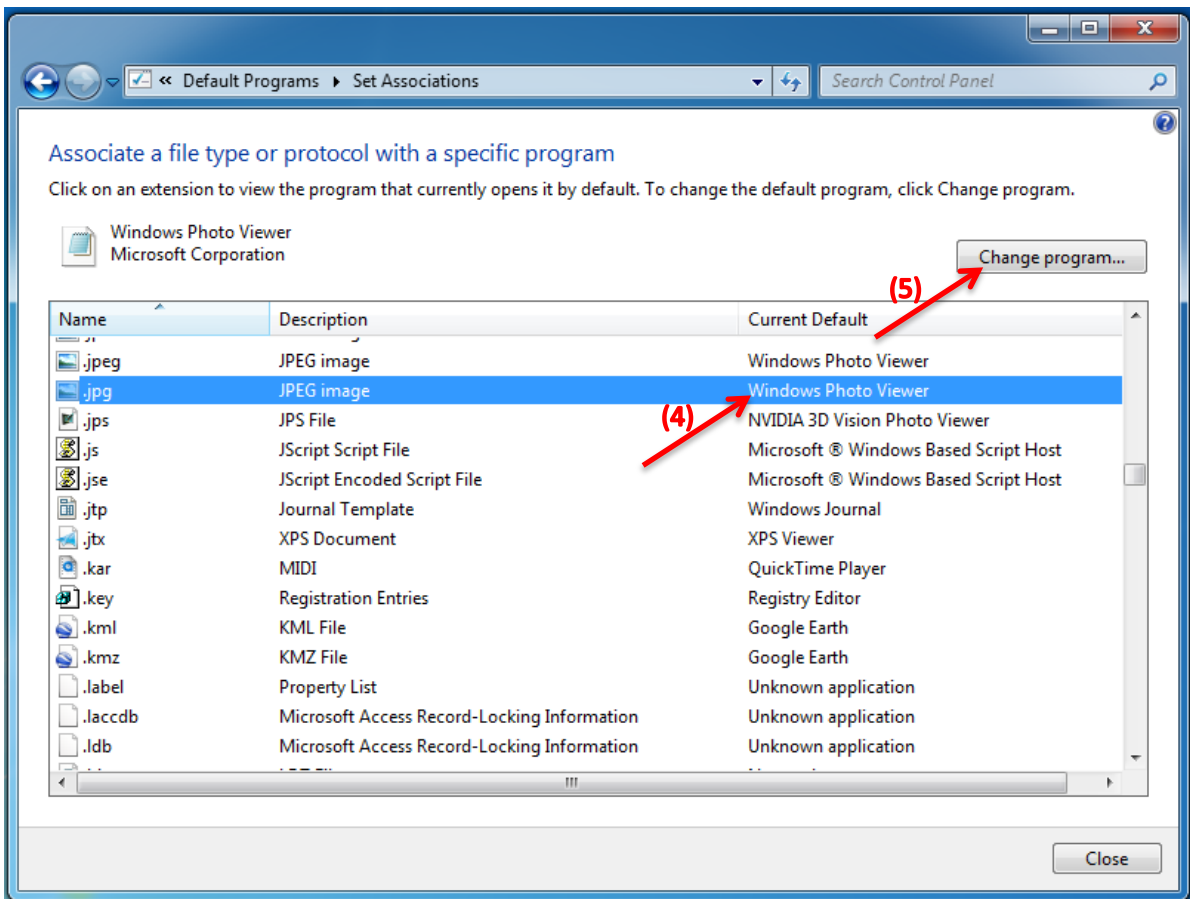 « Default Programs ▸ Set Associations
Search Control Panel
Associate a file type or protocol with a specific program
Click on an extension to view the program that currently opens it by default. To change the default program, click Change program.
Windows Photo Viewer
Microsoft Corporation
Change program...
(5)
Name Description Current Default
.jpeg JPEG image Windows Photo Viewer
.jpg JPEG image Windows Photo Viewer
(4)
.jps JPS File NVIDIA 3D Vision Photo Viewer
.js JScript Script File Microsoft ® Windows Based Script Host
.jse JScript Encoded Script File Microsoft ® Windows Based Script Host
.jtp Journal Template Windows Journal
.jtx XPS Document XPS Viewer
.kar MIDI QuickTime Player
.key Registration Entries Registry Editor
.kml KML File Google Earth
.kmz KMZ File Google Earth
.label Property List Unknown application
.laccdb Microsoft Access Record-Locking Information Unknown application
.ldb Microsoft Access Record-Locking Information Unknown application
Close